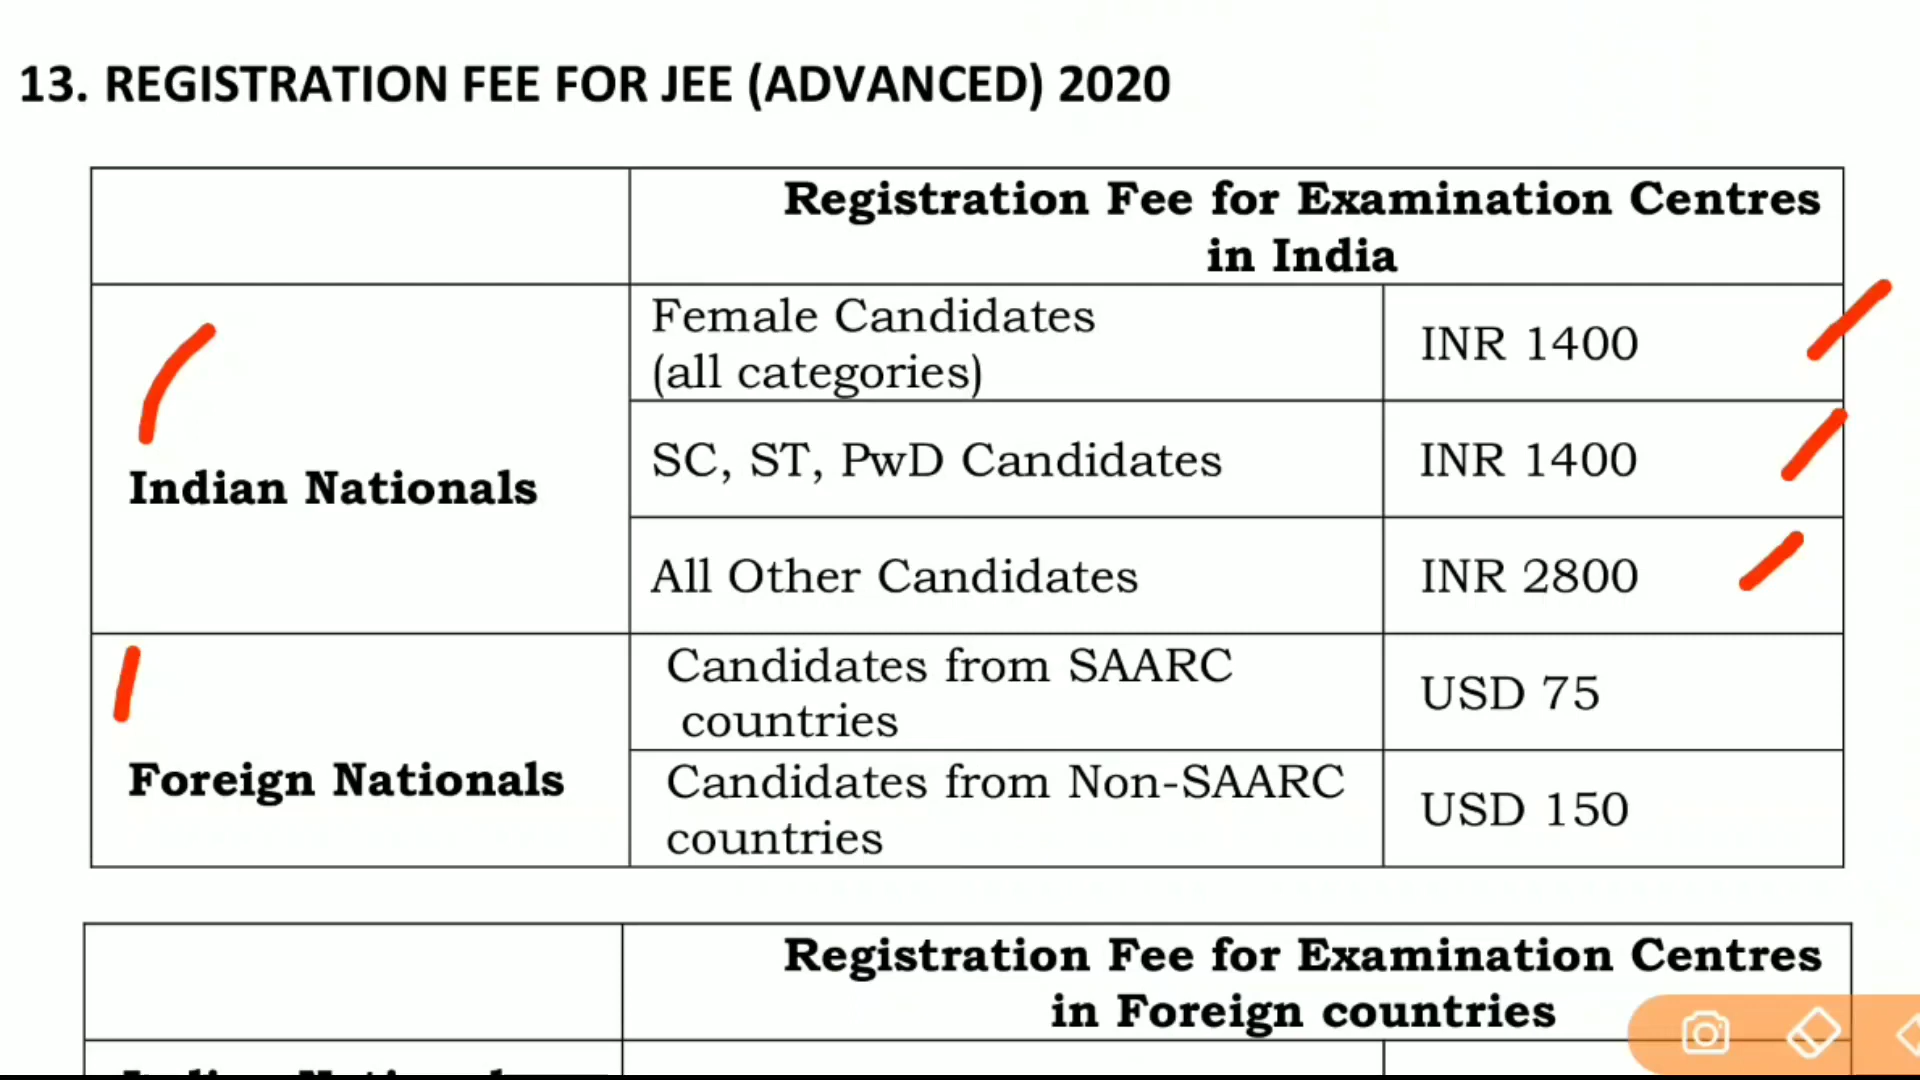 13. REGISTRATION FEE FOR JEE (ADVANCED) 2020
Registration Fee for Examination Centres
in India
Indian Nationals
Female Candidates
(all categories)
INR 1400
SC, ST, PwD Candidates
INR 1400
All Other Candidates
INR 2800
Foreign Nationals
Candidates from SAARC
countries
USD 75
Candidates from Non-SAARC
countries
USD 150
Registration Fee for Examination Centres
in Foreign countries